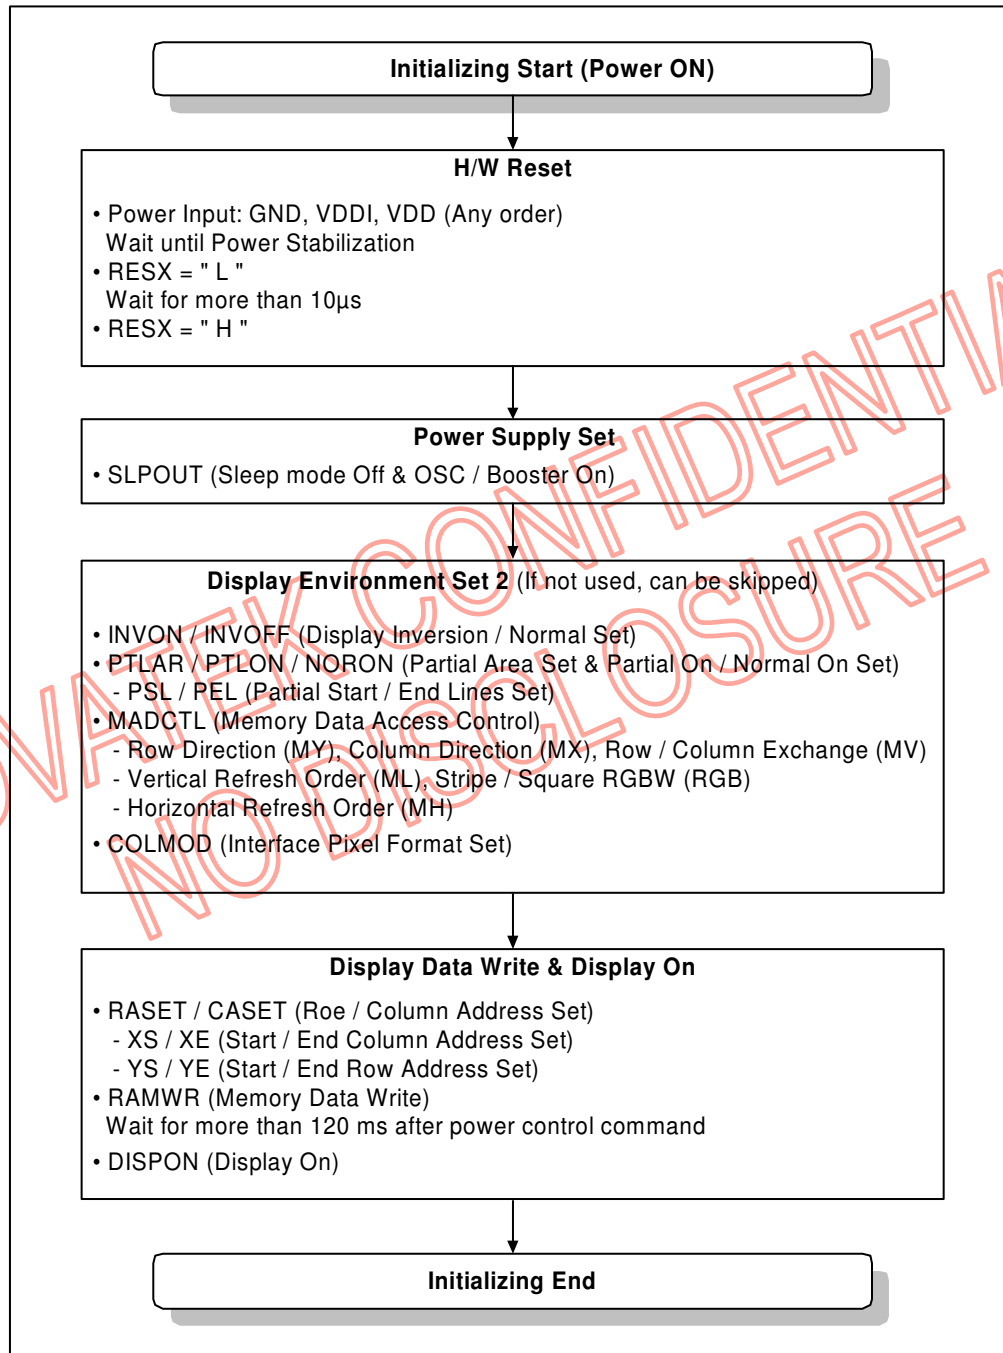 Initializing Start (Power ON)
H/W Reset
• Power Input: GND, VDDI, VDD (Any order)
Wait until Power Stabilization
• RESX = " L "
Wait for more than 10µs
• RESX = " H "
Power Supply Set
• SLPOUT (Sleep mode Off & OSC / Booster On)
Display Environment Set 2 (If not used, can be skipped)
• INVON / INVOFF (Display Inversion / Normal Set)
• PTLAR / PTLON / NORON (Partial Area Set & Partial On / Normal On Set)
- PSL / PEL (Partial Start / End Lines Set)
• MADCTL (Memory Data Access Control)
- Row Direction (MY), Column Direction (MX), Row / Column Exchange (MV)
- Vertical Refresh Order (ML), Stripe / Square RGBW (RGB)
- Horizontal Refresh Order (MH)
• COLMOD (Interface Pixel Format Set)
Display Data Write & Display On
• RASET / CASET (Roe / Column Address Set)
- XS / XE (Start / End Column Address Set)
- YS / YE (Start / End Row Address Set)
• RAMWR (Memory Data Write)
Wait for more than 120 ms after power control command
• DISPON (Display On)
Initializing End
OVATEK CONFIDENTIA
NO DISCLOSURE